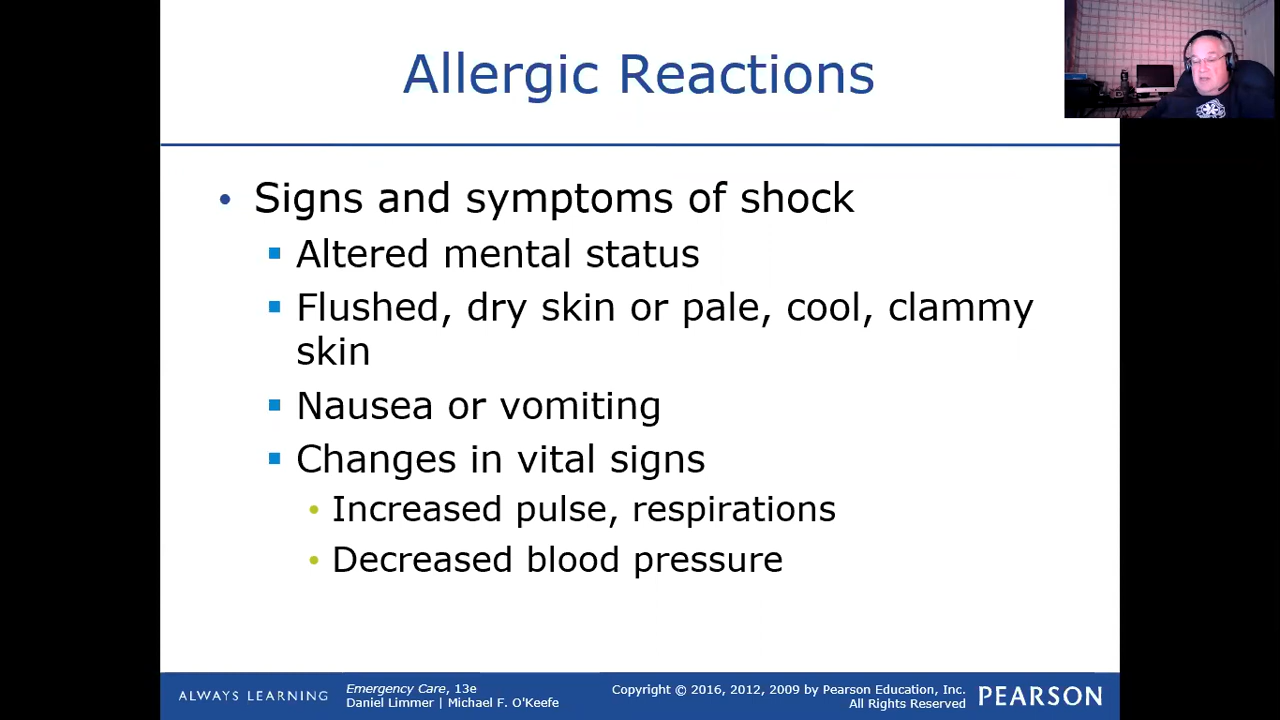 Allergic Reactions
• Signs and symptoms of shock
▪ Altered mental status
▪ Flushed, dry skin or pale, cool, clammy
skin
▪ Nausea or vomiting
▪ Changes in vital signs
• Increased pulse, respirations
• Decreased blood pressure
ALWAYS LEARNING
Emergency Care, 13e
Daniel Limmer | Michael F. O'Keefe
Copyright © 2016, 2012, 2009 by Pearson Education, Inc.
All Rights Reserved
PEARSON